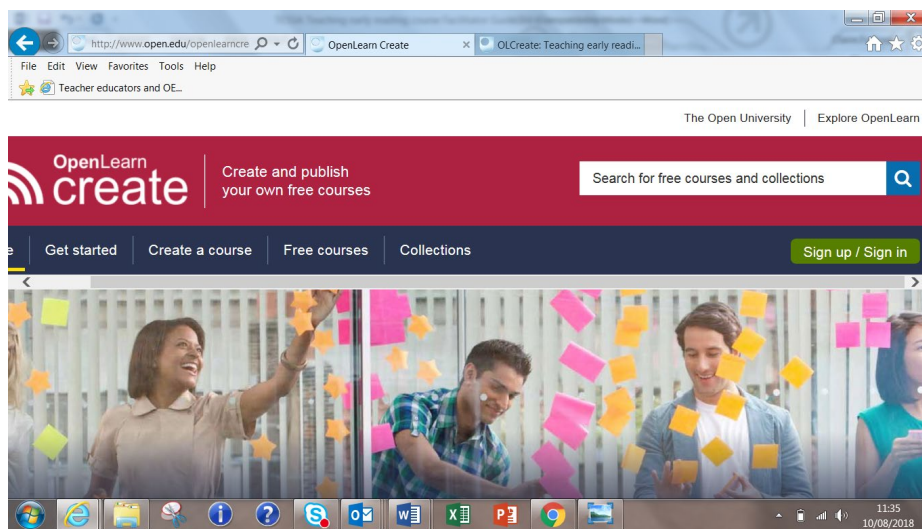 http://www.open.edu/openlearncre
OpenLearn Create
OLCreate: Teaching early readi...
File Edit View Favorites Tools Help
Teacher educators and OE...
The Open University Explore OpenLearn
OpenLearn
create
Create and publish
your own free courses
Search for free courses and collections
e Get started Create a course Free courses Collections
Sign up / Sign in
11:35
10/08/2018